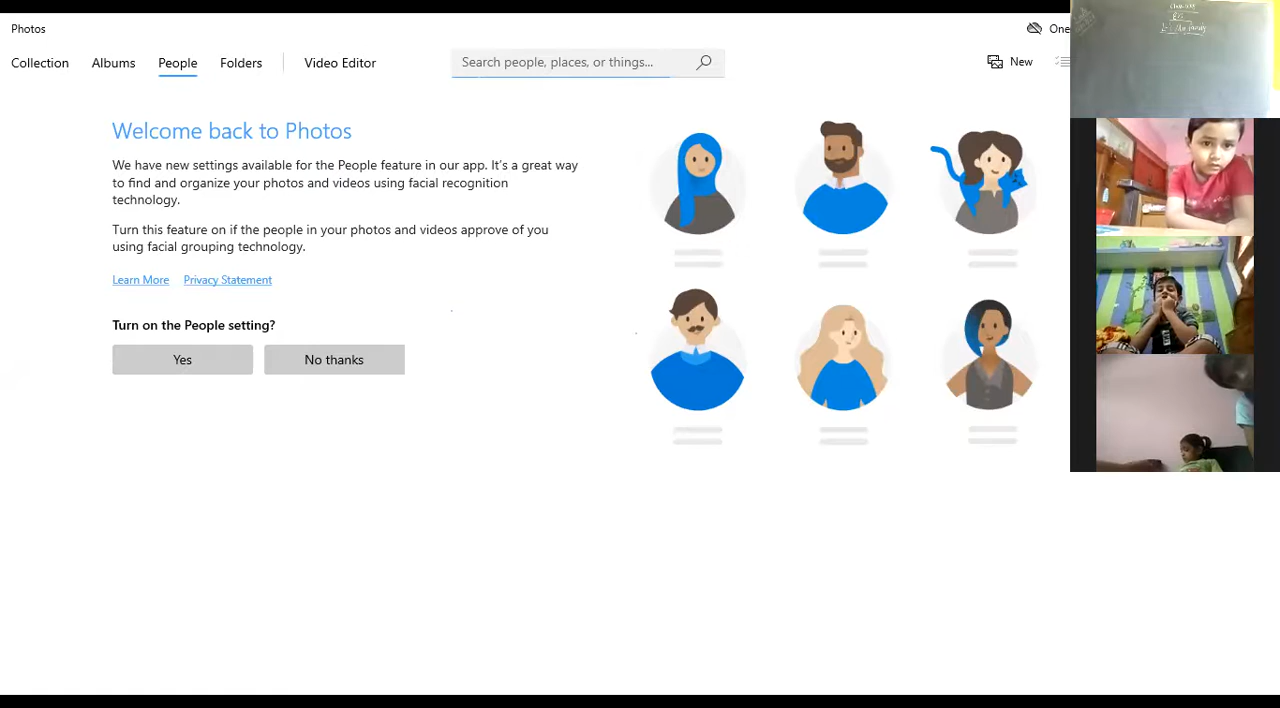 Photos
One
Collection
Albums
People
Folders
Video Editor
Search people, places, or things...
New
Welcome back to Photos
We have new settings available for the People feature in our app. It's a great way
to find and organize your photos and videos using facial recognition
technology.
Turn this feature on if the people in your photos and videos approve of you
using facial grouping technology.
Learn More
Privacy Statement
Turn on the People setting?
Yes
No thanks